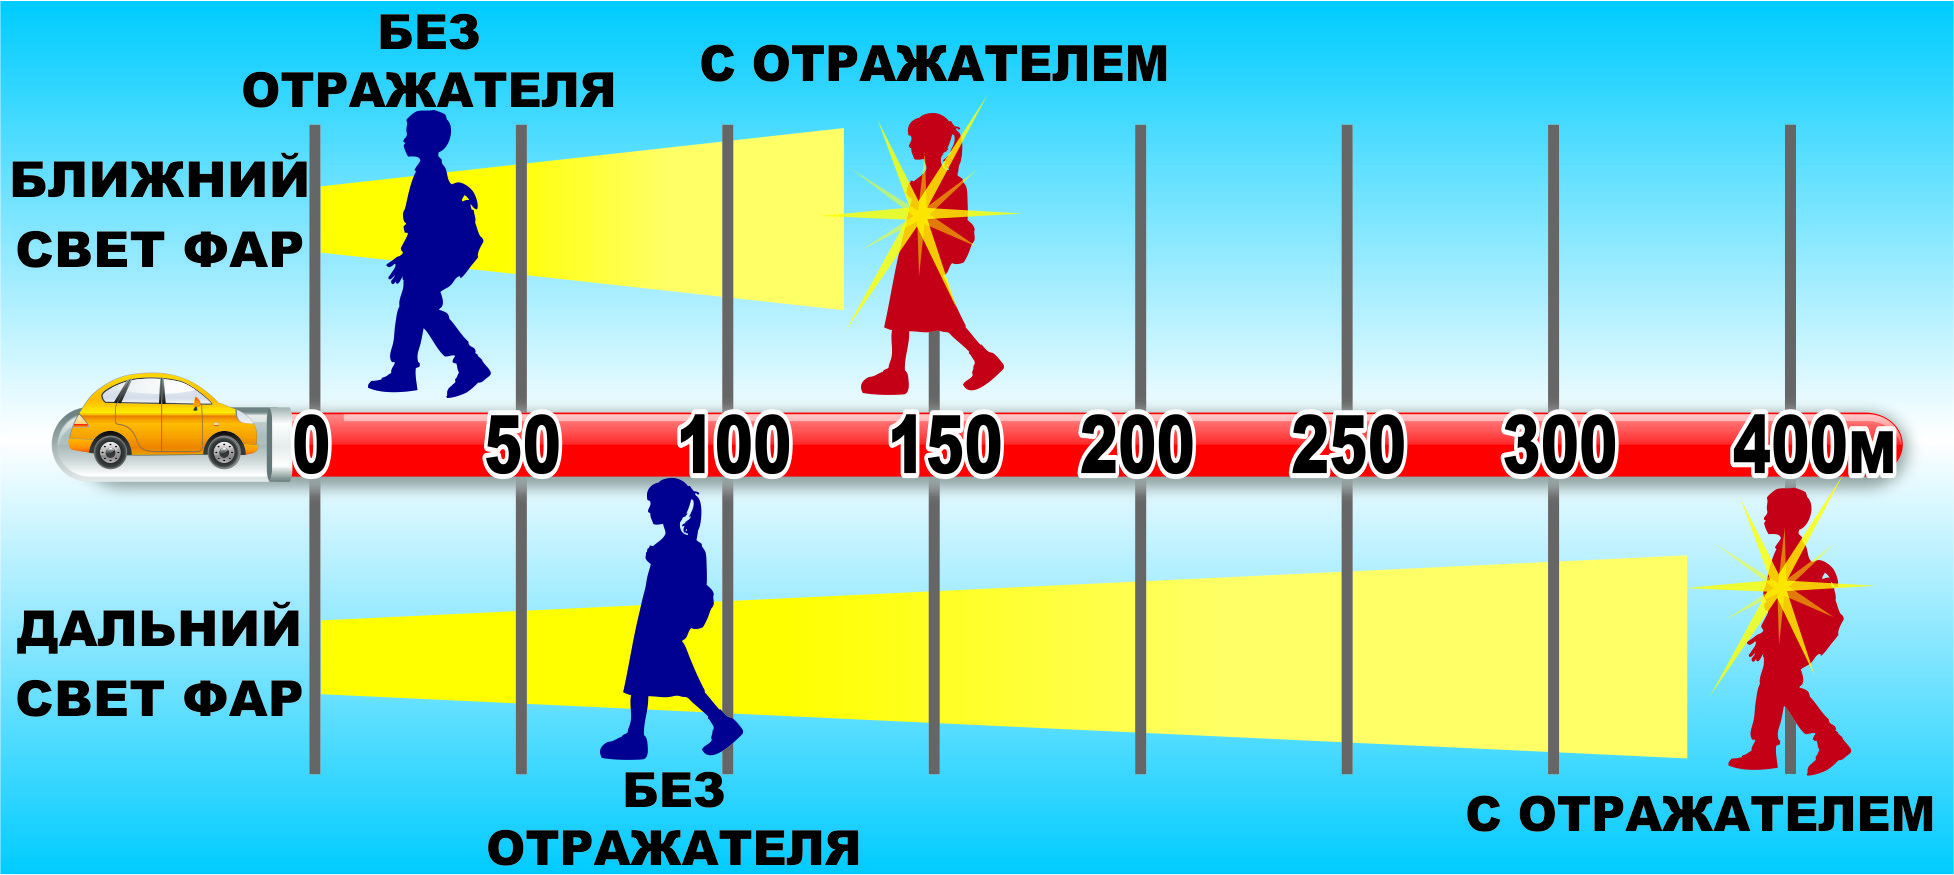 БЕЗ
ОТРАЖАТЕЛЯ
С ОТРАЖАТЕЛЕМ
БЛИЖНИЙ
СВЕТ ФАР
0 50 100 150 200 250 300 400м
ДАЛЬНИЙ
СВЕТ ФАР
БЕЗ
ОТРАЖАТЕЛЯ
С ОТРАЖАТЕЛЕМ